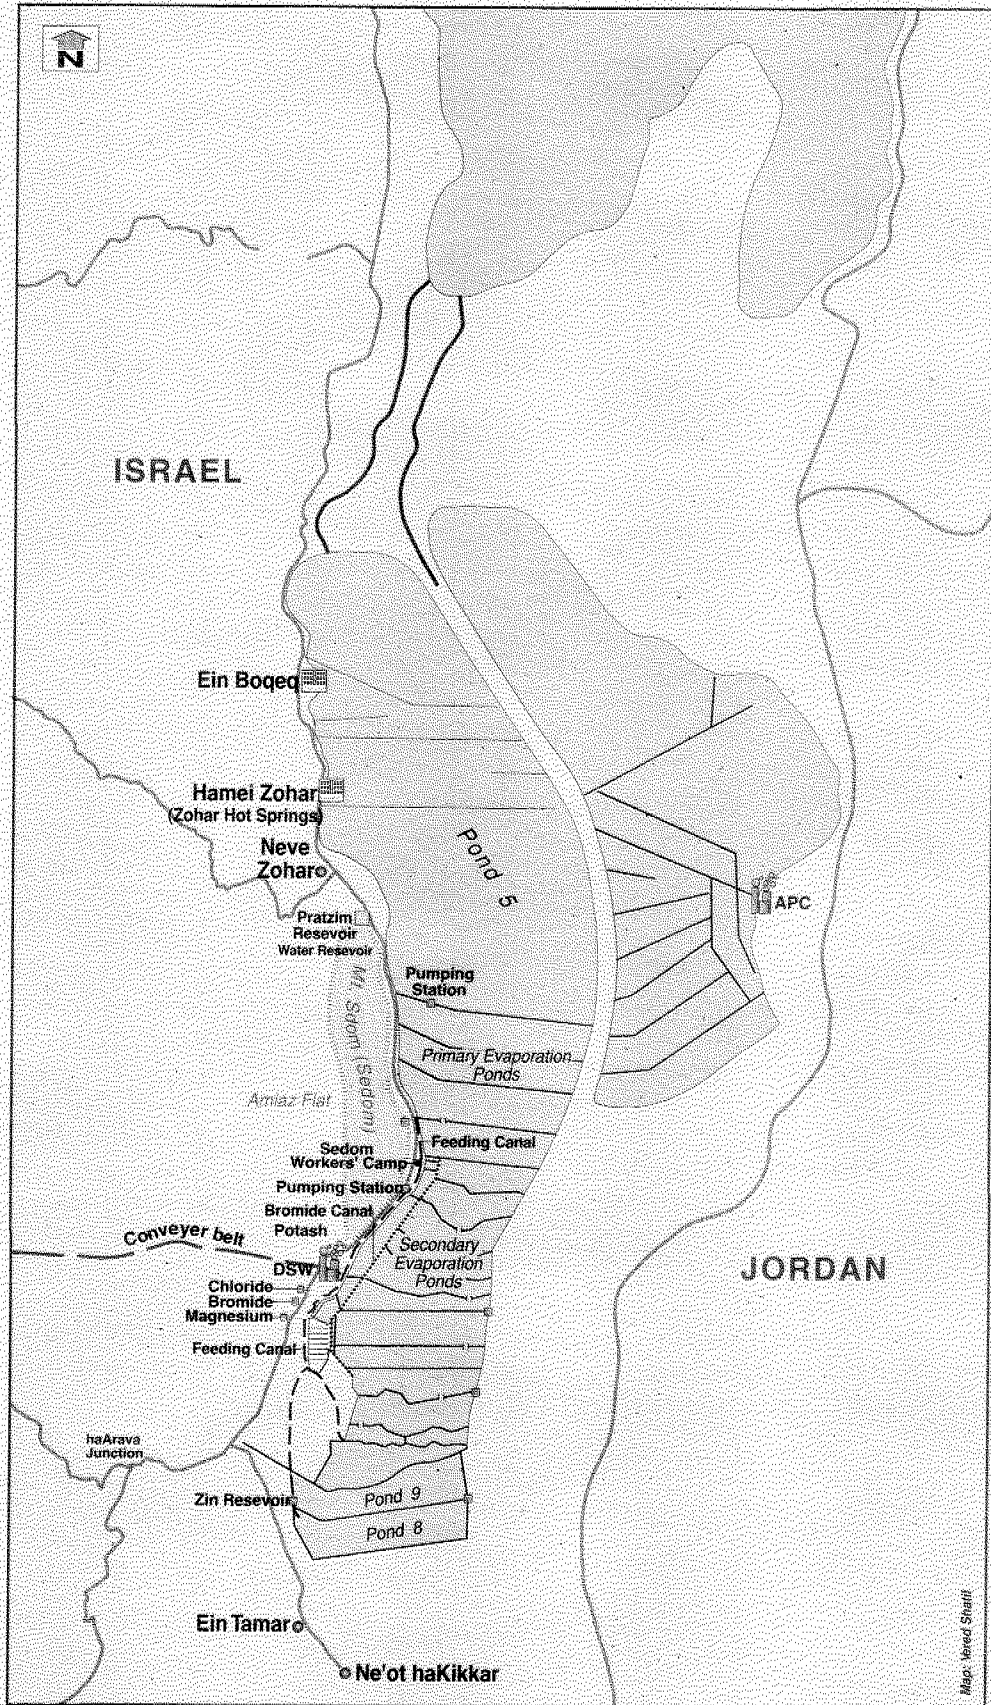 N
ISRAEL
Ein Boqeq
Hamei Zohar
(Zohar Hot Springs)
Neve
Zohar
Pond 5
APC
Pratzim
Resevoir
Water Resevoir
Mt. Sdom (Sedom)
Pumping
Station
Primary Evaporation
Ponds
Amiaz Flat
Feeding Canal
Sedom
Workers' Camp
Pumping Station
Bromide Canal
Potash
Conveyer belt
Secondary
Evaporation
Ponds
DSW
JORDAN
Chloride
Bromide
Magnesium
Feeding Canal
haArava
Junction
Zin Resevoir
Pond 9
Pond 8
Ein Tamar
Ne'ot haKikkar
Map: Vered Shatil